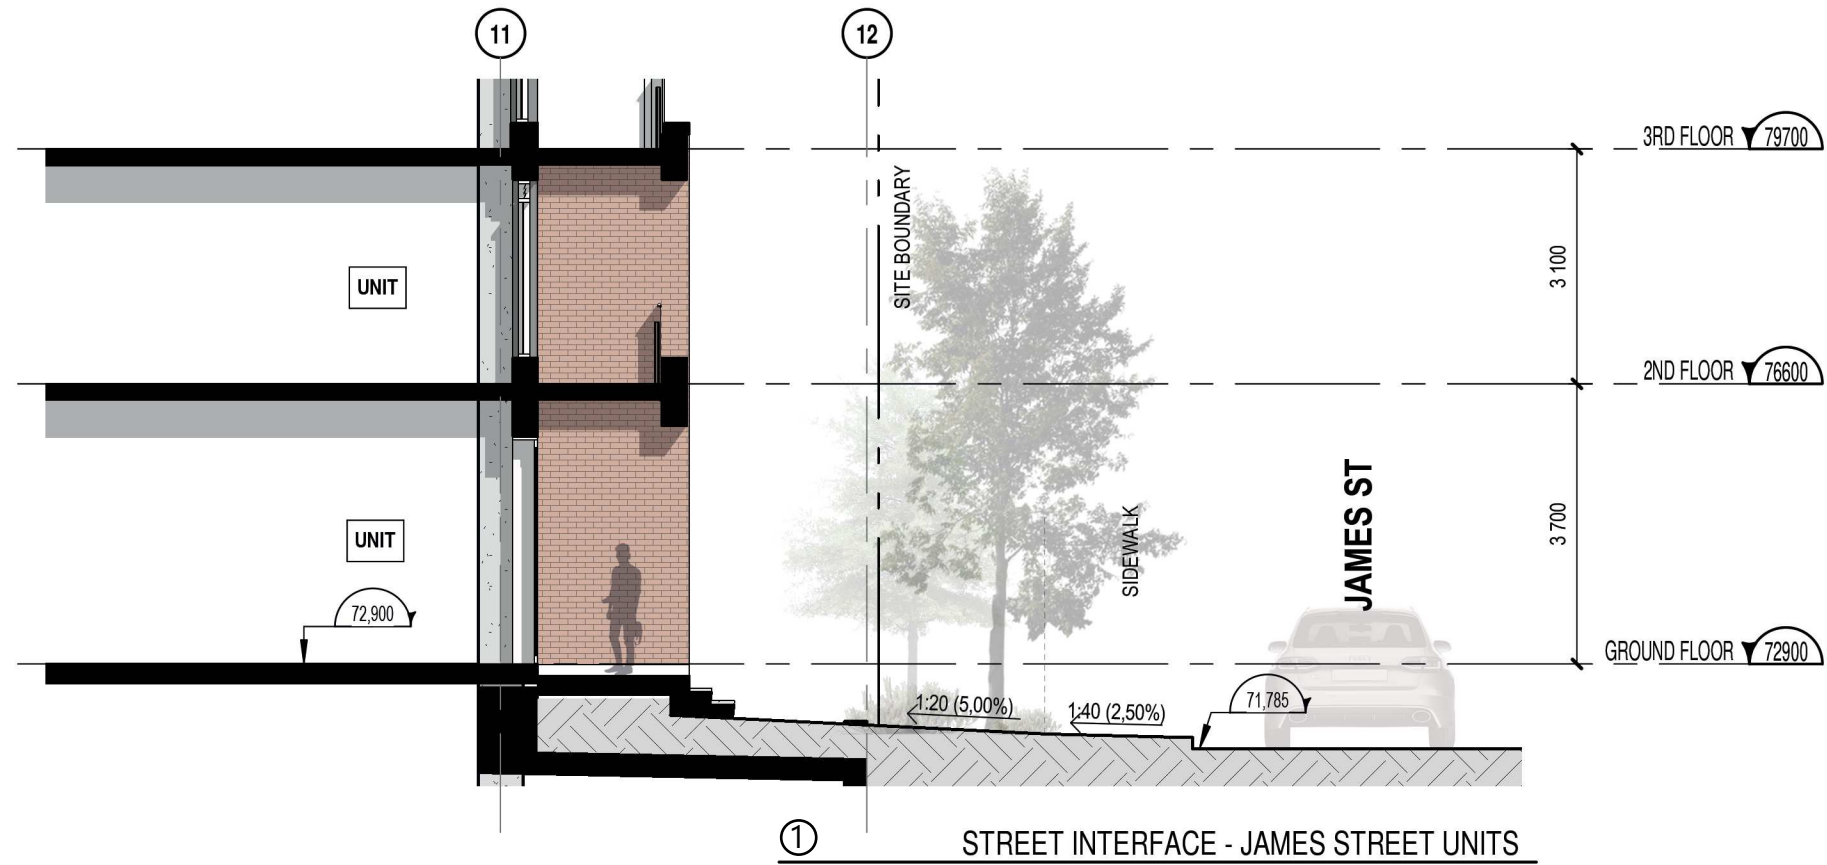 11
12
3RD FLOOR 79700
SITE BOUNDARY
UNIT
3 100
2ND FLOOR 76600
JAMES ST
UNIT
SIDEWALK
3 700
72,900
GROUND FLOOR 72900
1:20 (5,00%)
1:40 (2,50%)
71,785
1 STREET INTERFACE - JAMES STREET UNITS